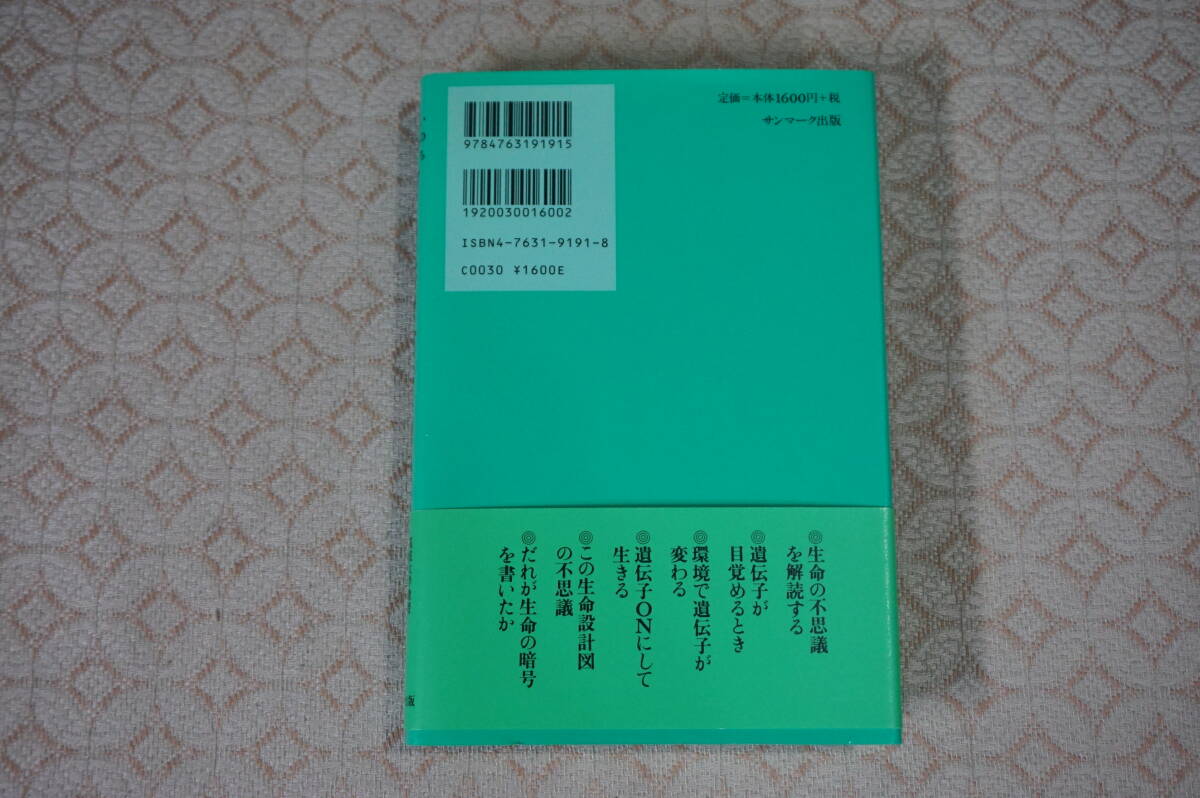 9784763191915
1920030016002
ISBN4-7631-9191-8
C0030 ¥1600E
定価＝本体1600円+税
サンマーク出版
◎生命の不思議
を解読する
◎遺伝子が
目覚めるとき
◎環境で遺伝子が
変わる
◎遺伝子ONにして
生きる
◎この生命設計図
の不思議
◎だれが生命の暗号
を書いたか
版